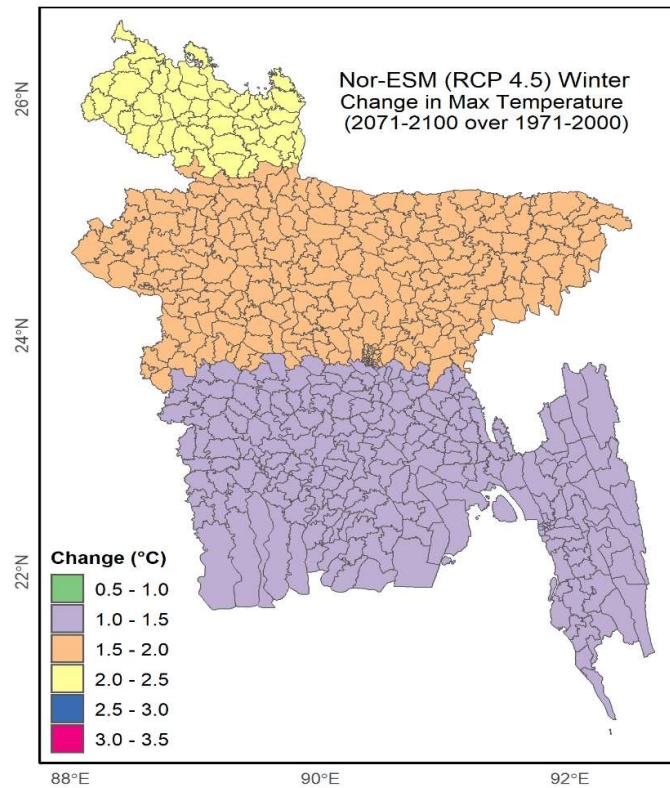 Nor-ESM (RCP 4.5) Winter
Change in Max Temperature
(2071-2100 over 1971-2000)
26°N
24°N
22°N
Change (°C)
0.5 - 1.0
1.0 - 1.5
1.5 - 2.0
2.0 - 2.5
2.5 - 3.0
3.0 - 3.5
88°E
90°E
92°E